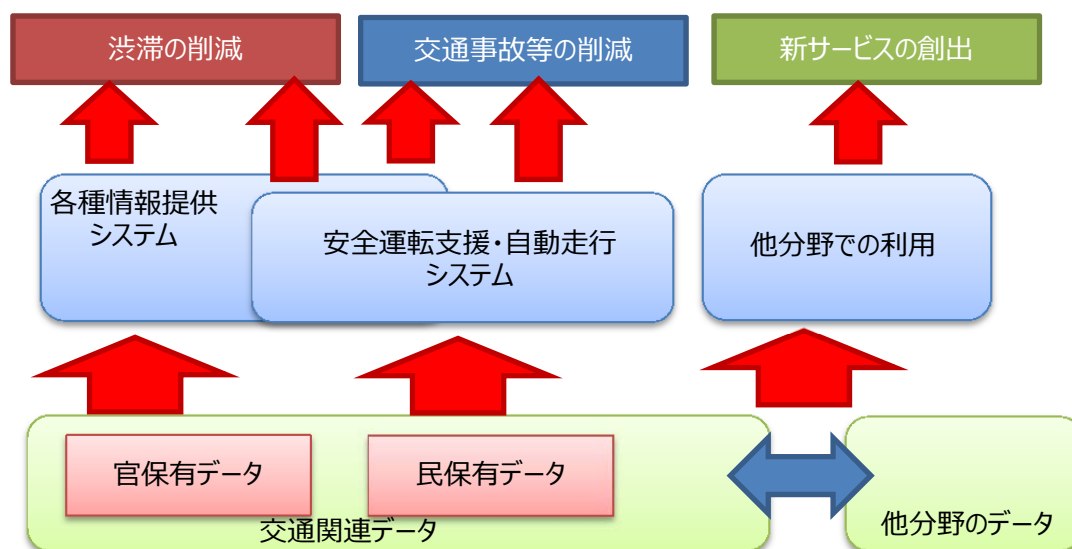 渋滞の削減
交通事故等の削減
新サービスの創出
各種情報提供
システム
安全運転支援・自動走行
システム
他分野での利用
官保有データ
民保有データ
交通関連データ
他分野のデータ